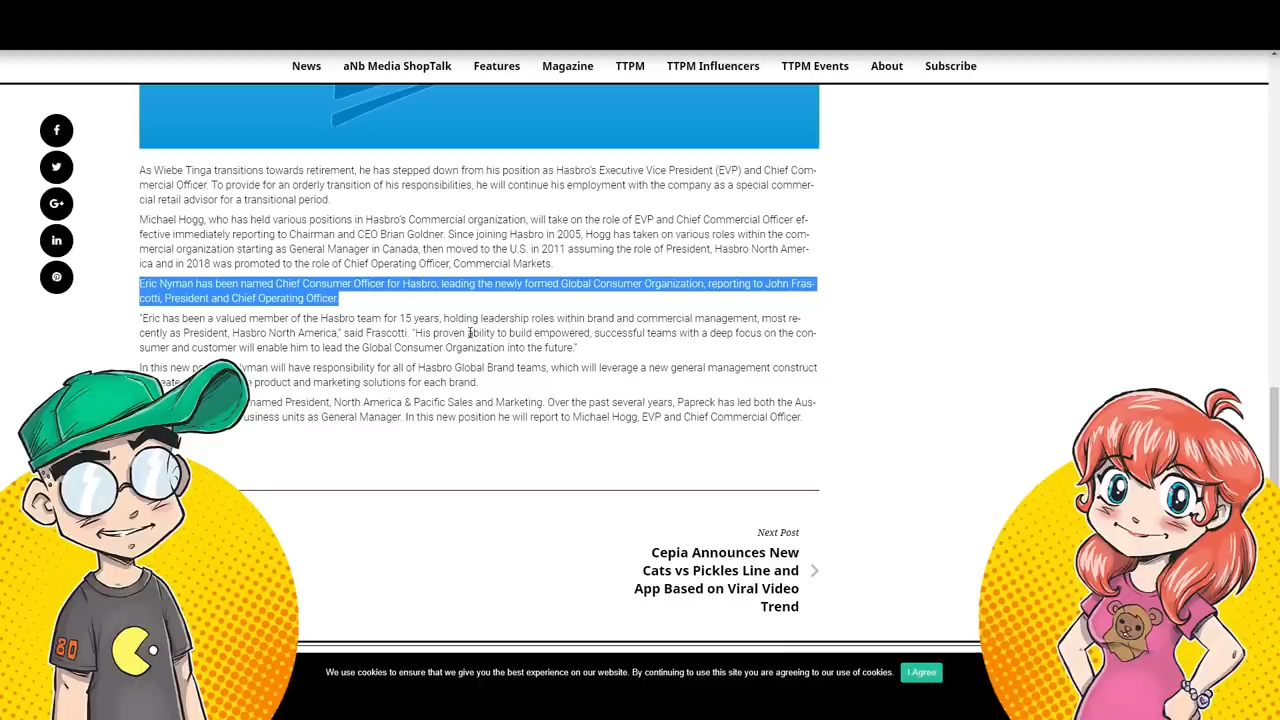 News aNb Media ShopTalk Features Magazine TTPM TTPM Influencers TTPM Events About Subscribe
As Wiebe Tinga transitions towards retirement, he has stepped down from his position as Hasbro's Executive Vice President (EVP) and Chief Com-
mercial Officer. To provide for an orderly transition of his responsibilities, he will continue his employment with the company as a special commer-
cial retail advisor for a transitional period.
Michael Hogg, who has held various positions in Hasbro's Commercial organization, will take on the role of EVP and Chief Commercial Officer ef-
fective immediately reporting to Chairman and CEO Brian Goldner. Since joining Hasbro in 2005, Hogg has taken on various roles within the com-
mercial organization starting as General Manager in Canada, then moved to the U.S. in 2011 assuming the role of President, Hasbro North Amer-
ica and in 2018 was promoted to the role of Chief Operating Officer, Commercial Markets.
Eric Nyman has been named Chief Consumer Officer for Hasbro, leading the newly formed Global Consumer Organization, reporting to John Fras-
cotti, President and Chief Operating Officer.
"Eric has been a valued member of the Hasbro team for 15 years, holding leadership roles within brand and commercial management, most re-
cently as President, Hasbro North America," said Frascotti. "His proven ability to build empowered, successful teams with a deep focus on the con-
sumer and customer will enable him to lead the Global Consumer Organization into the future."
In this new Nyman will have responsibility for all of Hasbro Global Brand teams, which will leverage a new general management construct
product and marketing solutions for each brand.
named President, North America & Pacific Sales and Marketing. Over the past several years, Papreck has led both the Aus-
business units as General Manager. In this new position he will report to Michael Hogg, EVP and Chief Commercial Officer.
Next Post
Cepia Announces New
Cats vs Pickles Line and
App Based on Viral Video
Trend
We use cookies to ensure that we give you the best experience on our website. By continuing to use this site you are agreeing to our use of cookies. I Agree
80